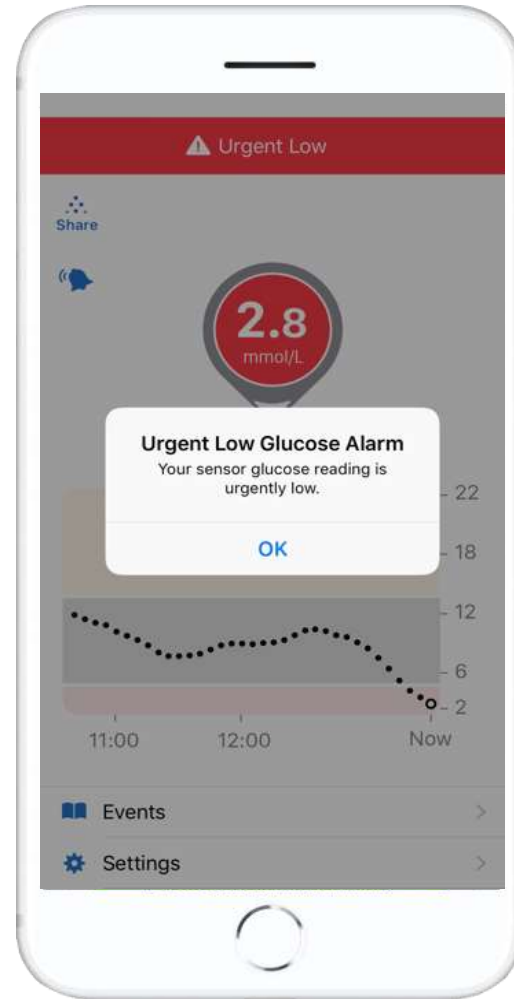 Urgent Low
Share
2.8
mmol/L
Urgent Low Glucose Alarm
Your sensor glucose reading is
urgently low.
OK
22
18
12
6
2
11:00 12:00 Now
Events
Settings